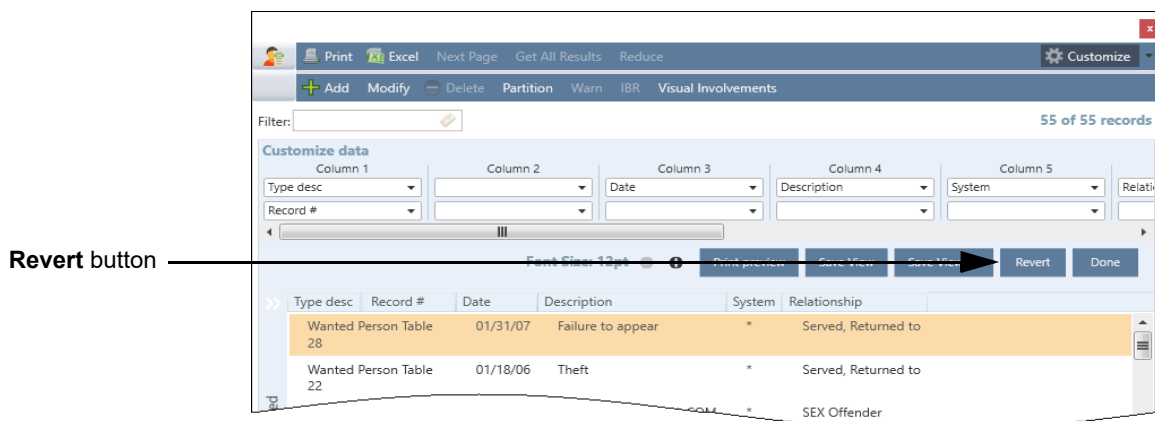 x
Print Excel Next Page Get All Results Reduce Customize
Add Modify Delete Partition Warn IBR Visual Involvements
Filter: 55 of 55 records
Customize data
Column 1 Column 2 Column 3 Column 4 Column 5
Type desc Date Description System Relati
Record #
Revert button
Font Size: 12pt Print preview Save View Save View Revert Done
Type desc Record # Date Description System Relationship
Wanted Person Table 01/31/07 Failure to appear * Served, Returned to
28
Wanted Person Table 01/18/06 Theft * Served, Returned to
22
* SEX Offender